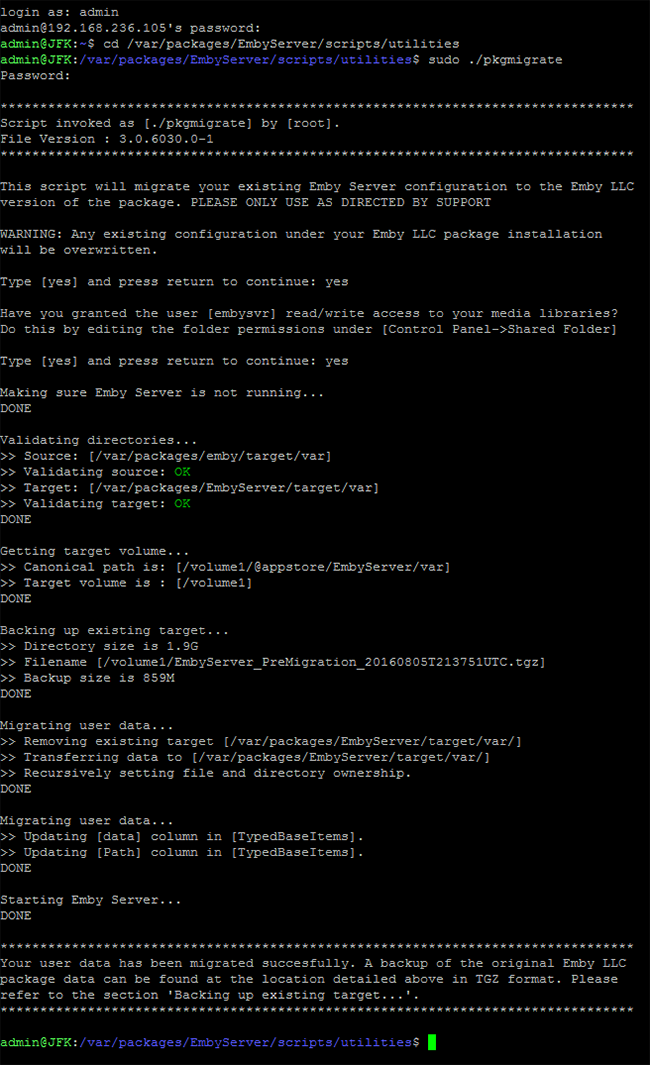 login as: admin
admin@192.168.236.105's password:
admin@JFK:~$ cd /var/packages/EmbyServer/scripts/utilities
admin@JFK:/var/packages/EmbyServer/scripts/utilities$ sudo ./pkgmigrate
Password:
********************************************************************************
Script invoked as [./pkgmigrate] by [root].
File Version : 3.0.6030.0-1
********************************************************************************
This script will migrate your existing Emby Server configuration to the Emby LLC
version of the package. PLEASE ONLY USE AS DIRECTED BY SUPPORT
WARNING: Any existing configuration under your Emby LLC package installation
will be overwritten.
Type [yes] and press return to continue: yes
Have you granted the user [embysvr] read/write access to your media libraries?
Do this by editing the folder permissions under [Control Panel->Shared Folder]
Type [yes] and press return to continue: yes
Making sure Emby Server is not running...
DONE
Validating directories...
>> Source: [/var/packages/emby/target/var]
>> Validating source: OK
>> Target: [/var/packages/EmbyServer/target/var]
>> Validating target: OK
DONE
Getting target volume...
>> Canonical path is: [/volume1/@appstore/EmbyServer/var]
>> Target volume is : [/volume1]
DONE
Backing up existing target...
>> Directory size is 1.9G
>> Filename [/volume1/EmbyServer_PreMigration_20160805T213751UTC.tgz]
>> Backup size is 859M
DONE
Migrating user data...
>> Removing existing target [/var/packages/EmbyServer/target/var/]
>> Transferring data to [/var/packages/EmbyServer/target/var/]
>> Recursively setting file and directory ownership.
DONE
Migrating user data...
>> Updating [data] column in [TypedBaseItems].
>> Updating [Path] column in [TypedBaseItems].
DONE
Starting Emby Server...
DONE
********************************************************************************
Your user data has been migrated succesfully. A backup of the original Emby LLC
package data can be found at the location detailed above in TGZ format. Please
refer to the section 'Backing up existing target...'.
********************************************************************************
admin@JFK:/var/packages/EmbyServer/scripts/utilities$